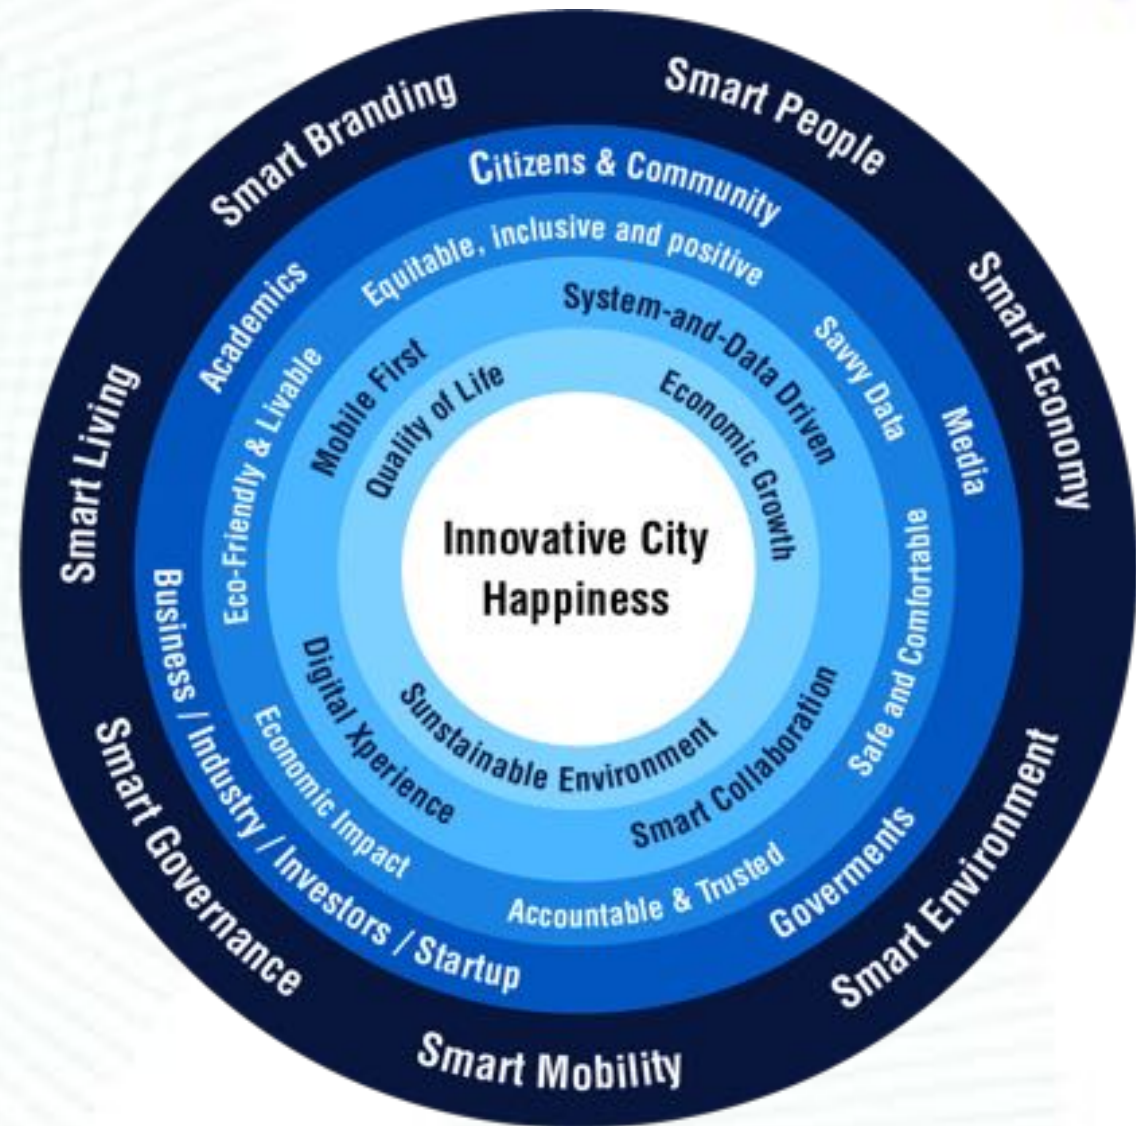 Smart Branding
Smart People
Smart Economy
Smart Environment
Smart Mobility
Smart Governance
Smart Living
Citizens & Community
Media
Goverments
Business / Industry / Investors / Startup
Academics
Equitable, inclusive and positive
Savvy Data
Safe and Comfortable
Accountable & Trusted
Economic Impact
Eco-Friendly & Livable
System-and-Data Driven
Smart Collaboration
Digital Xperience
Mobile First
Quality of Life
Economic Growth
Sunstainable Environment
Innovative City
Happiness